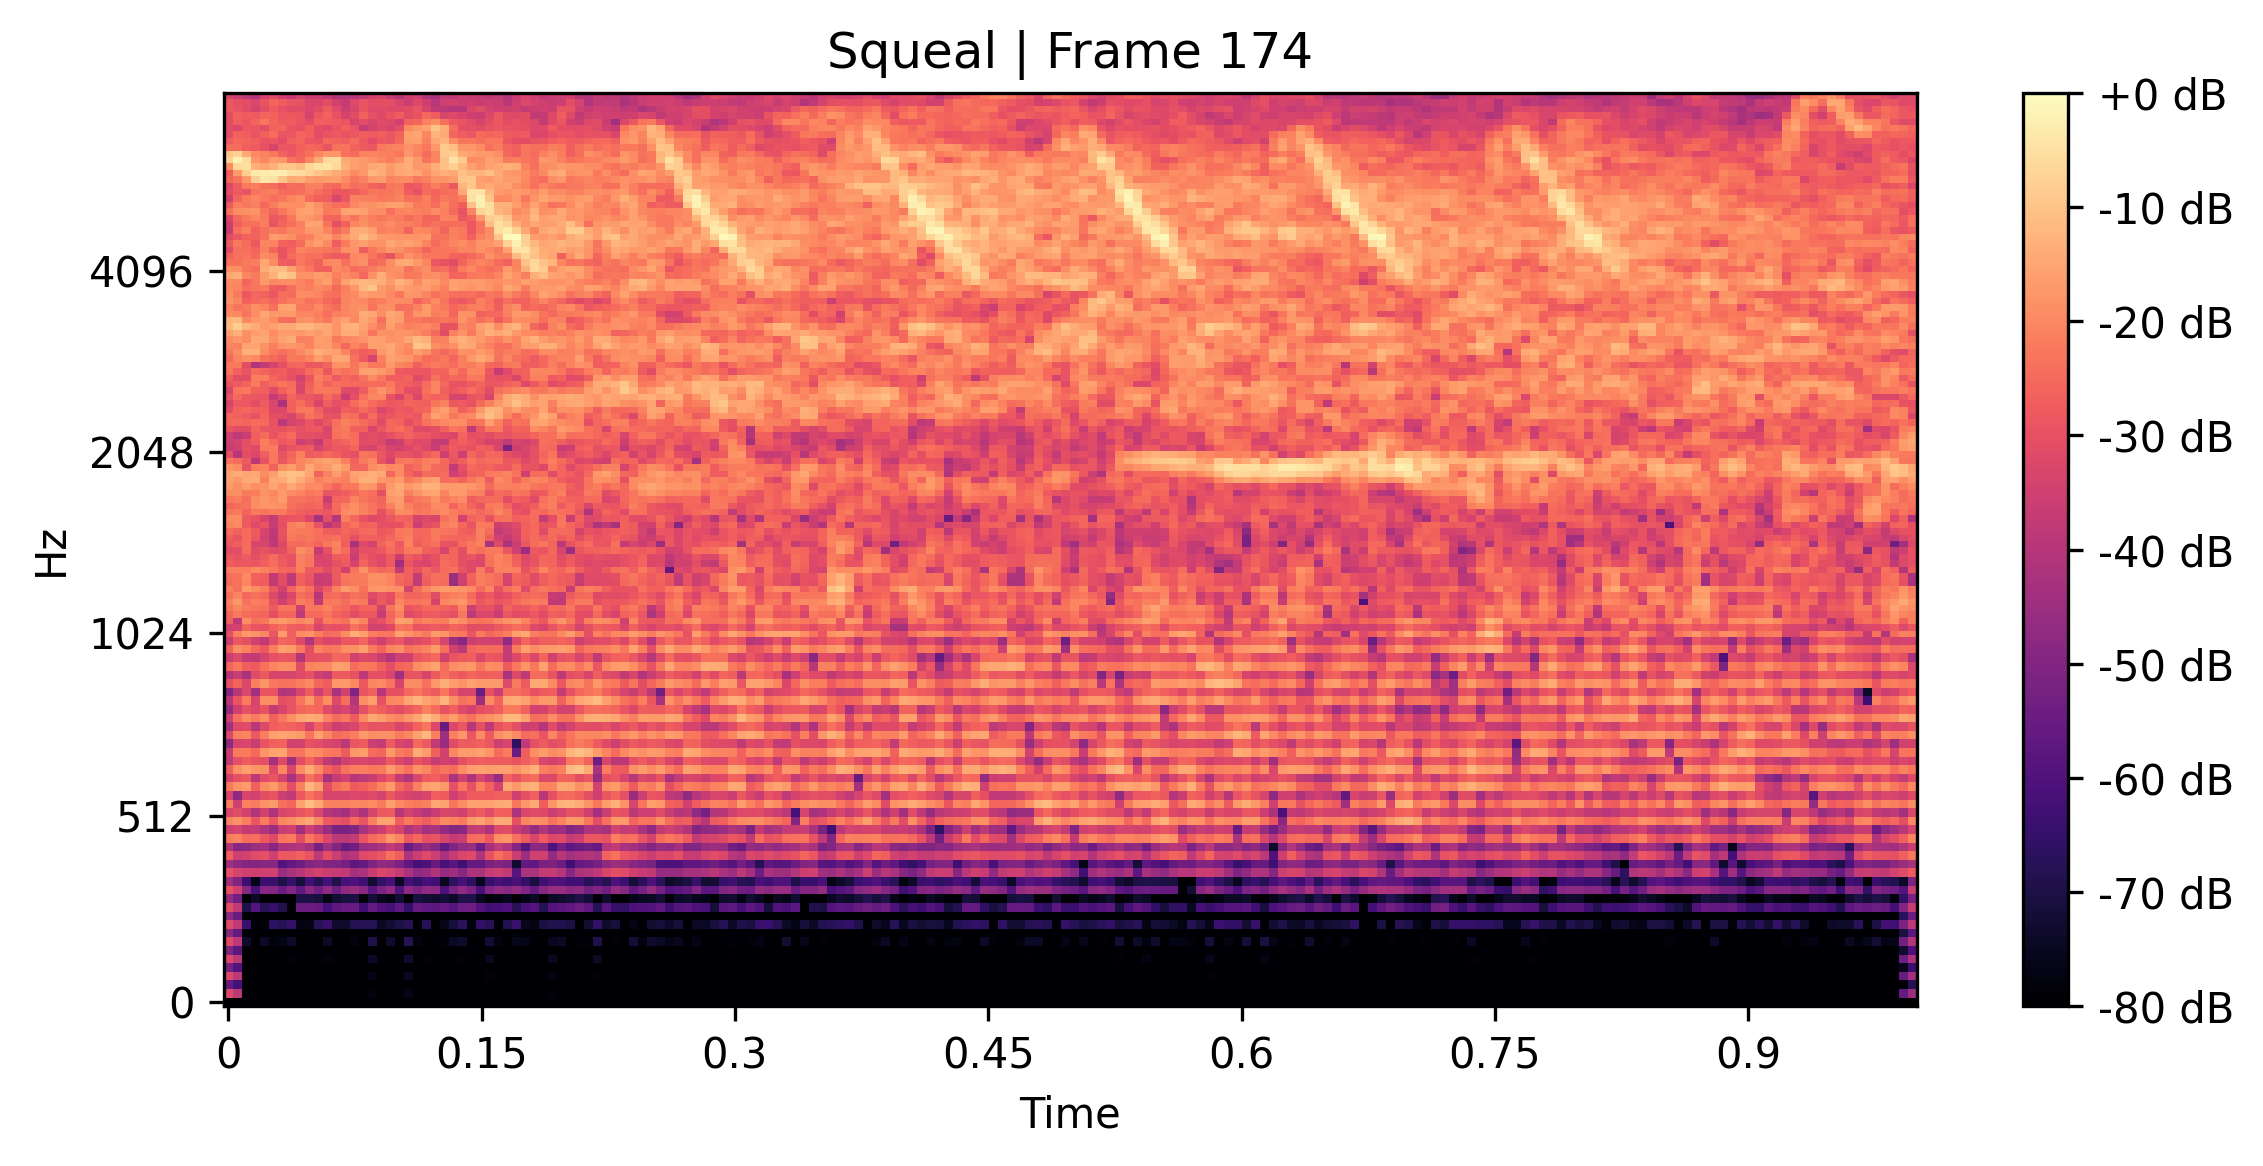 Squeal | Frame 174
+0 dB
-10 dB
-20 dB
-30 dB
-40 dB
-50 dB
-60 dB
-70 dB
-80 dB
Hz
4096
2048
1024
512
0
0 0.15 0.3 0.45 0.6 0.75 0.9
Time